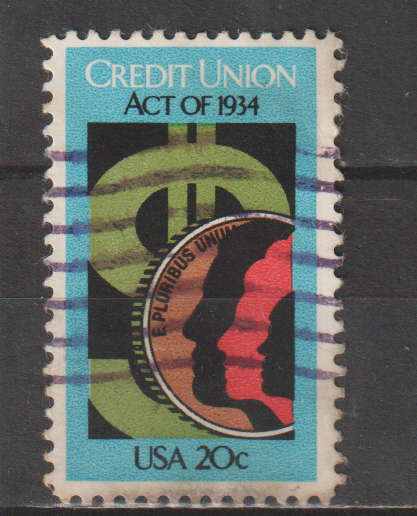 CREDIT UNION
ACT OF 1934
E PLURIBUS UNUM
USA 20c